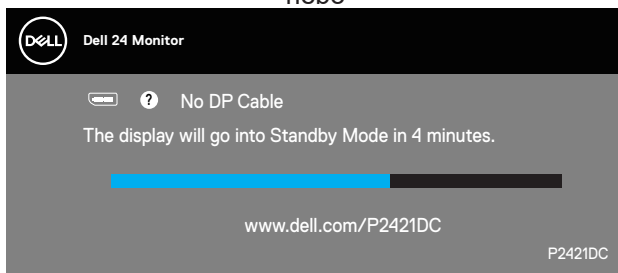 nebo
DELL
Dell 24 Monitor
? No DP Cable
The display will go into Standby Mode in 4 minutes.
www.dell.com/P2421DC
P2421DC